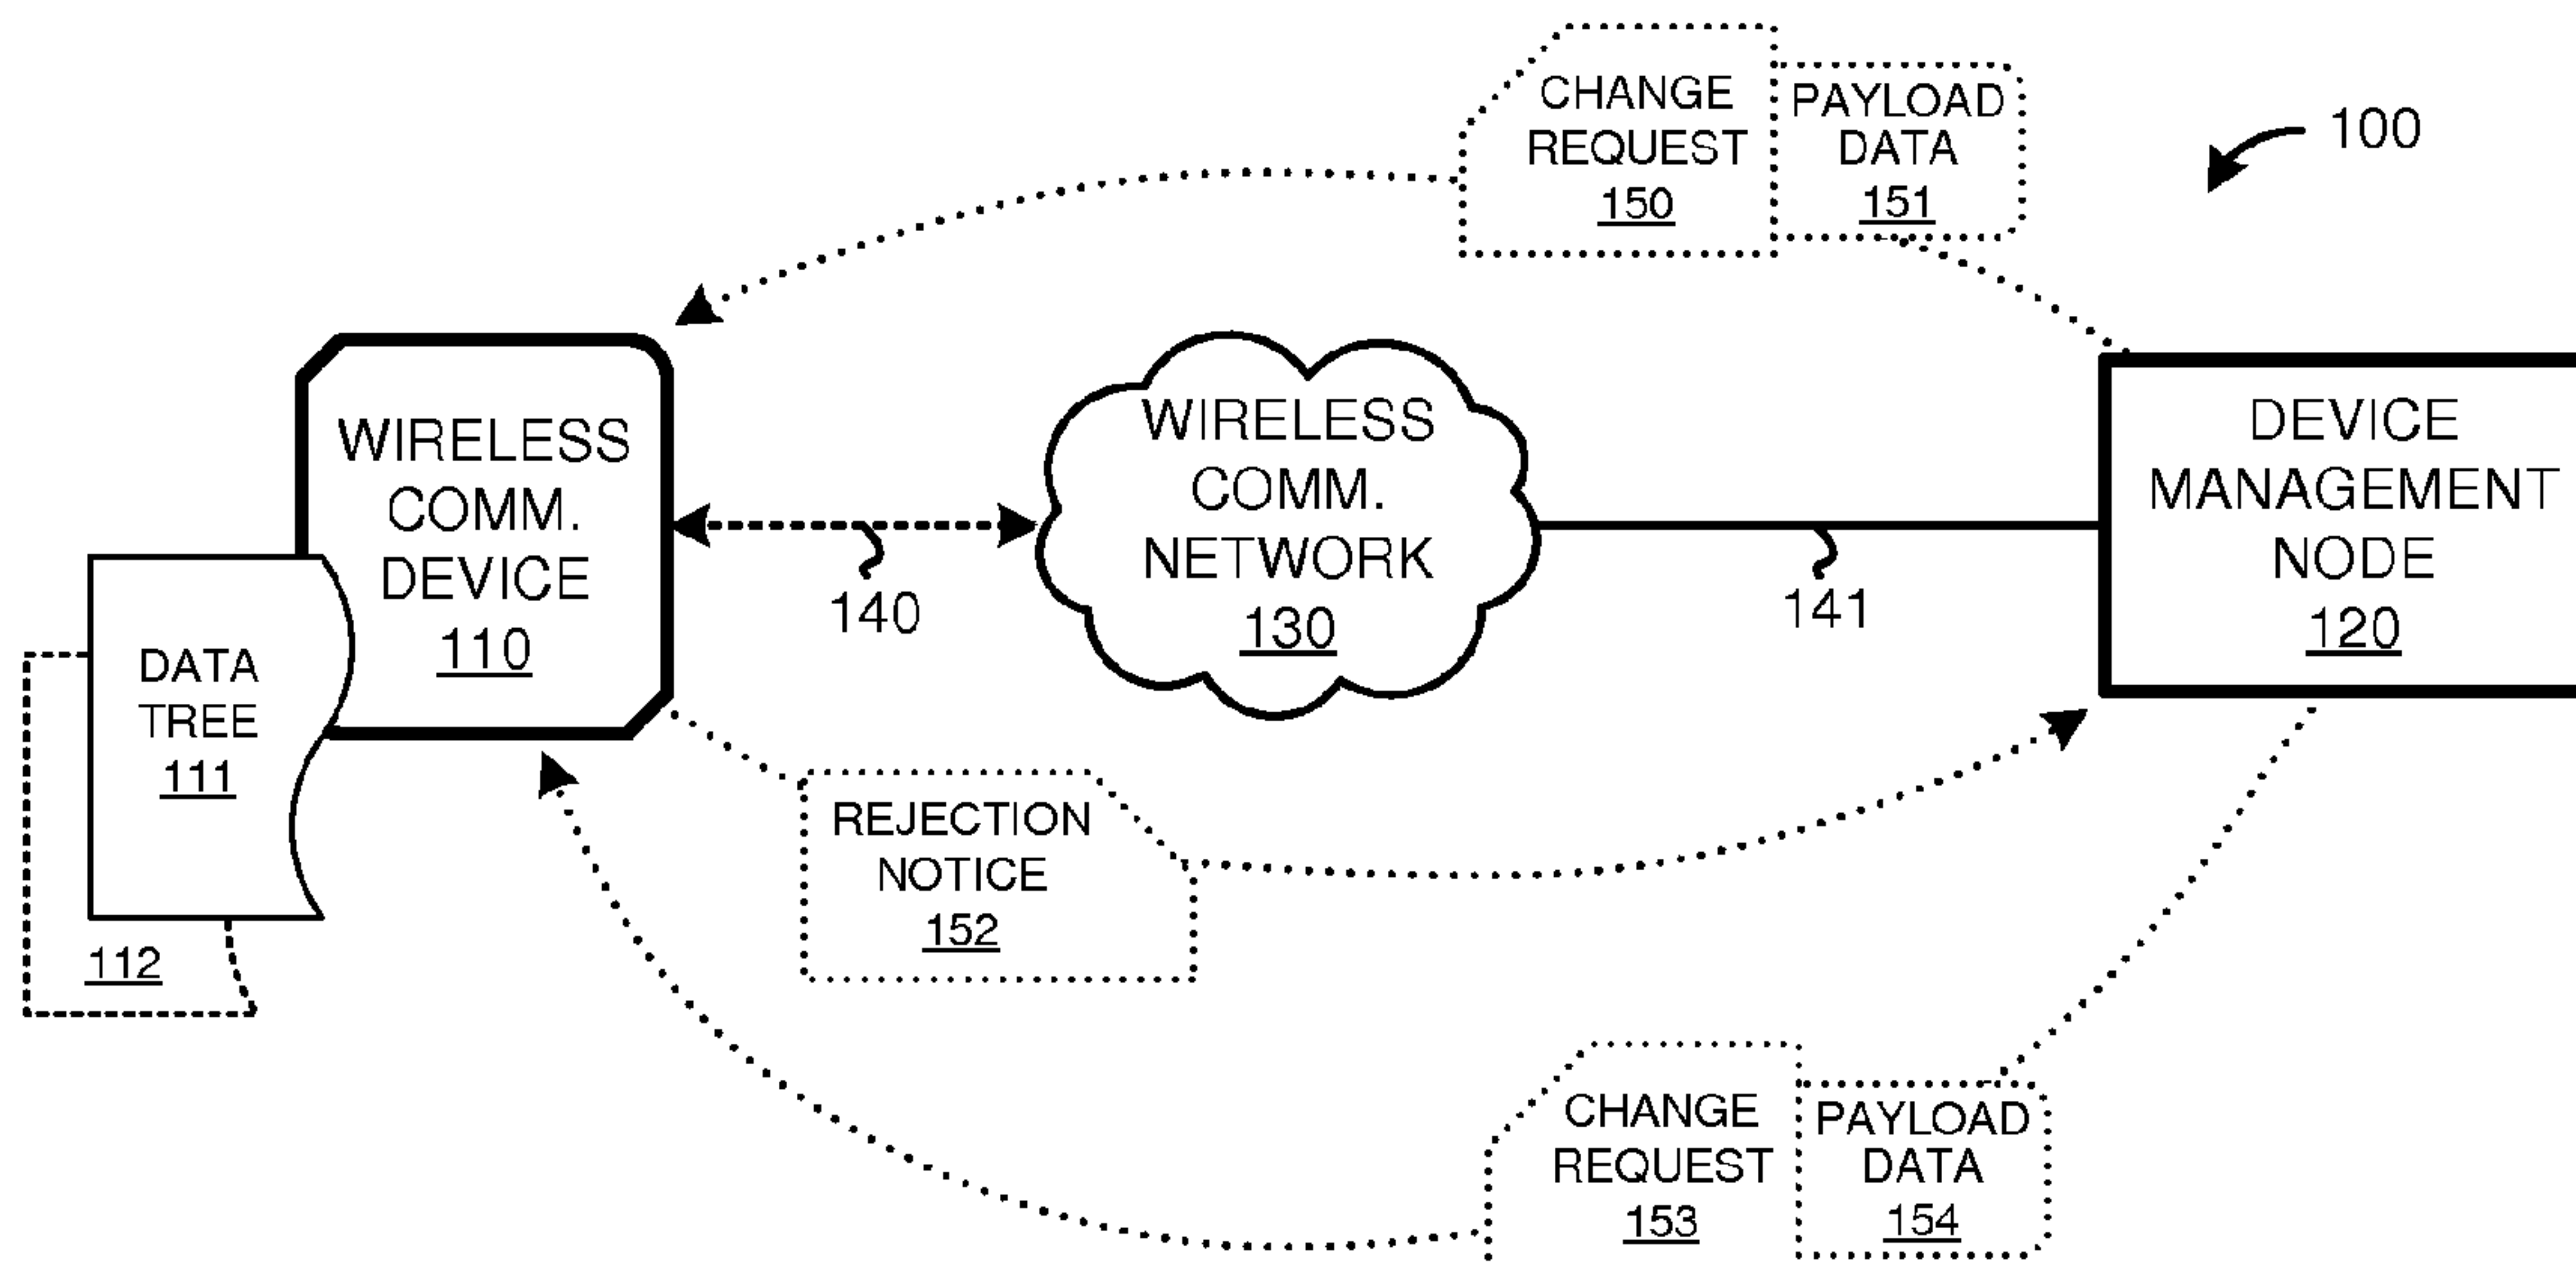 CHANGE
REQUEST
150
PAYLOAD
DATA
151
100
WIRELESS
COMM.
DEVICE
110
140
WIRELESS
COMM.
NETWORK
130
141
DEVICE
MANAGEMENT
NODE
120
DATA
TREE
111
112
REJECTION
NOTICE
152
CHANGE
REQUEST
153
PAYLOAD
DATA
154